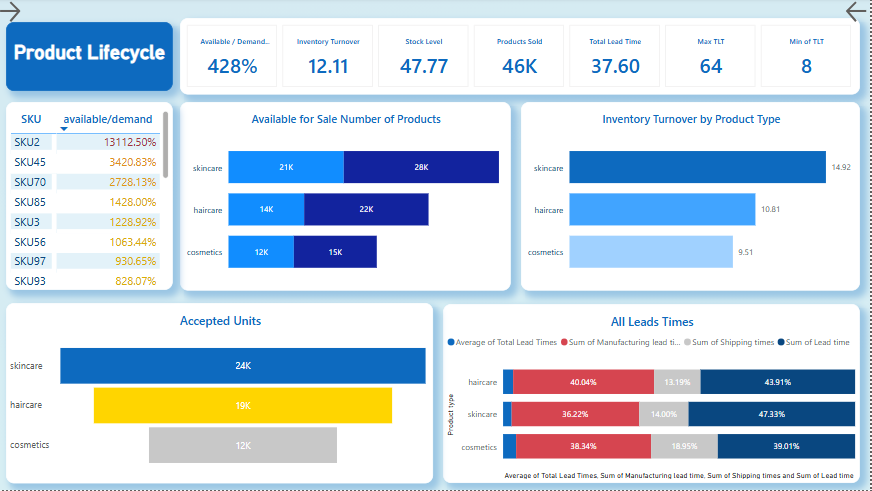 Product Lifecycle
Available / Demand...
428%
Inventory Turnover
12.11
Stock Level
47.77
Products Sold
46K
Total Lead Time
37.60
Max TLT
64
Min of TLT
8
SKU available/demand
SKU2 13112.50%
SKU45 3420.83%
SKU70 2728.13%
SKU85 1428.00%
SKU3 1228.92%
SKU56 1063.44%
SKU97 930.65%
SKU93 828.07%
Available for Sale Number of Products
skincare 21K 28K
haircare 14K 22K
cosmetics 12K 15K
Inventory Turnover by Product Type
skincare 14.92
haircare 10.81
cosmetics 9.51
Accepted Units
skincare 24K
haircare 19K
cosmetics 12K
All Leads Times
Average of Total Lead Times Sum of Manufacturing lead ti... Sum of Shipping times Sum of Lead time
Product type
haircare 40.04% 13.19% 43.91%
skincare 36.22% 14.00% 47.33%
cosmetics 38.34% 18.95% 39.01%
Average of Total Lead Times, Sum of Manufacturing lead time, Sum of Shipping times and Sum of Lead time